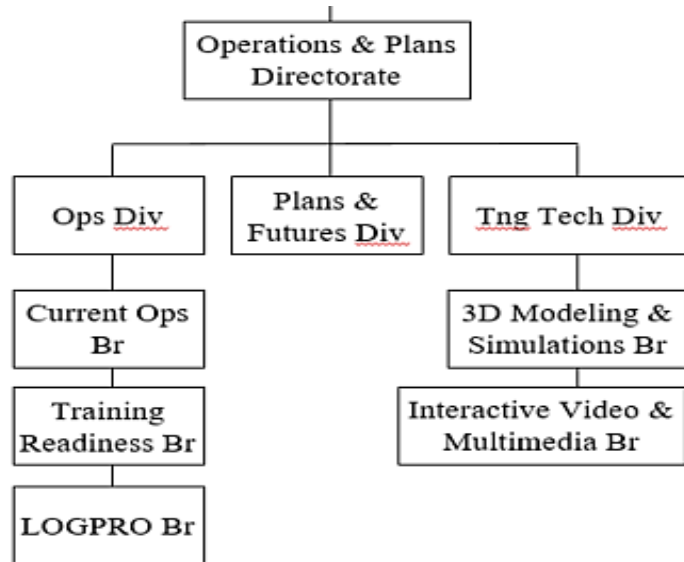 Operations & Plans
Directorate
Ops Div
Plans &
Futures Div
Tng Tech Div
Current Ops
Br
3D Modeling &
Simulations Br
Training
Readiness Br
Interactive Video &
Multimedia Br
LOGPRO Br